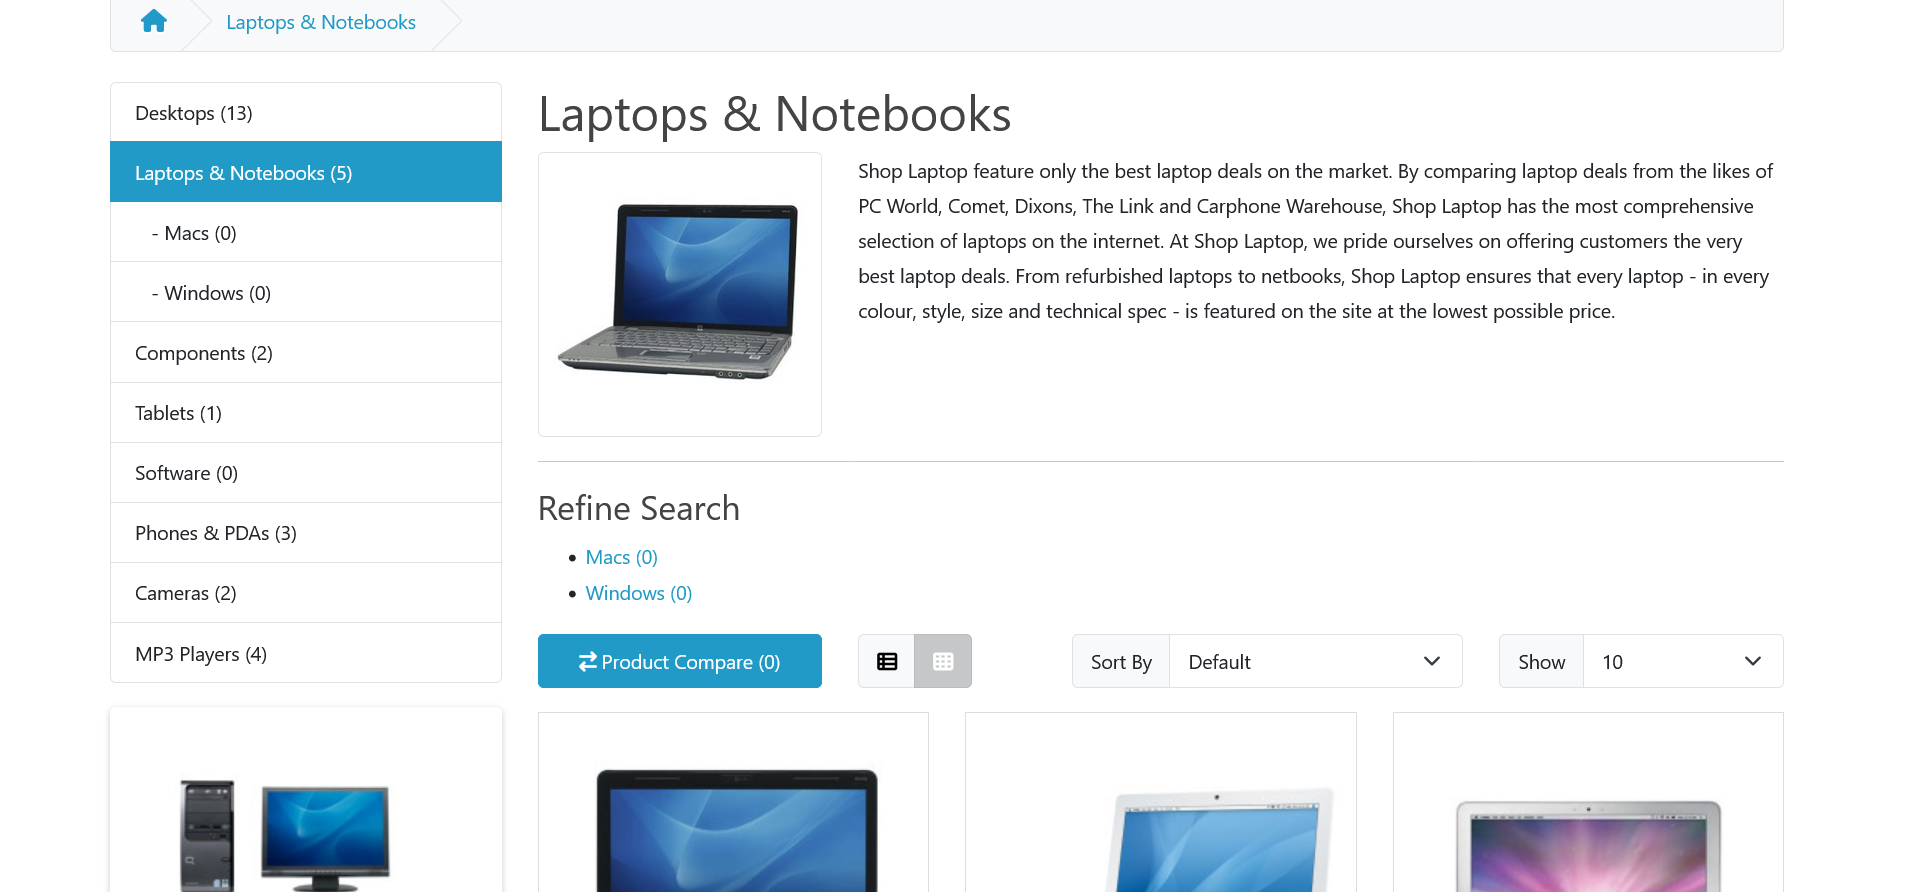 Laptops & Notebooks
Desktops (13)
Laptops & Notebooks (5)
- Macs (0)
- Windows (0)
Components (2)
Tablets (1)
Software (0)
Phones & PDAs (3)
Cameras (2)
MP3 Players (4)
Laptops & Notebooks
Shop Laptop feature only the best laptop deals on the market. By comparing laptop deals from the likes of
PC World, Comet, Dixons, The Link and Carphone Warehouse, Shop Laptop has the most comprehensive
selection of laptops on the internet. At Shop Laptop, we pride ourselves on offering customers the very
best laptop deals. From refurbished laptops to netbooks, Shop Laptop ensures that every laptop - in every
colour, style, size and technical spec - is featured on the site at the lowest possible price.
Refine Search
Macs (0)
Windows (0)
Product Compare (0)
Sort By Default
Show 10